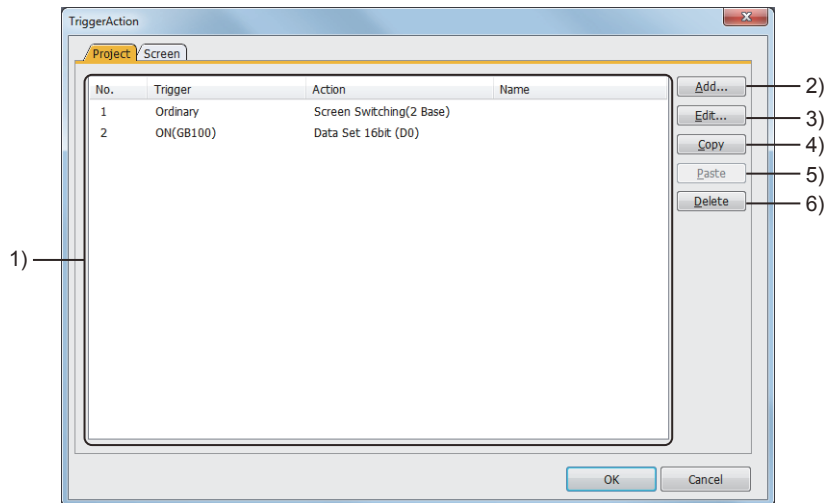 TriggerAction
Project Screen
No. Trigger Action Name
1 Ordinary Screen Switching(2 Base)
2 ON(GB100) Data Set 16bit (D0)
Add... 2)
Edit... 3)
Copy 4)
Paste 5)
Delete 6)
1)
OK Cancel